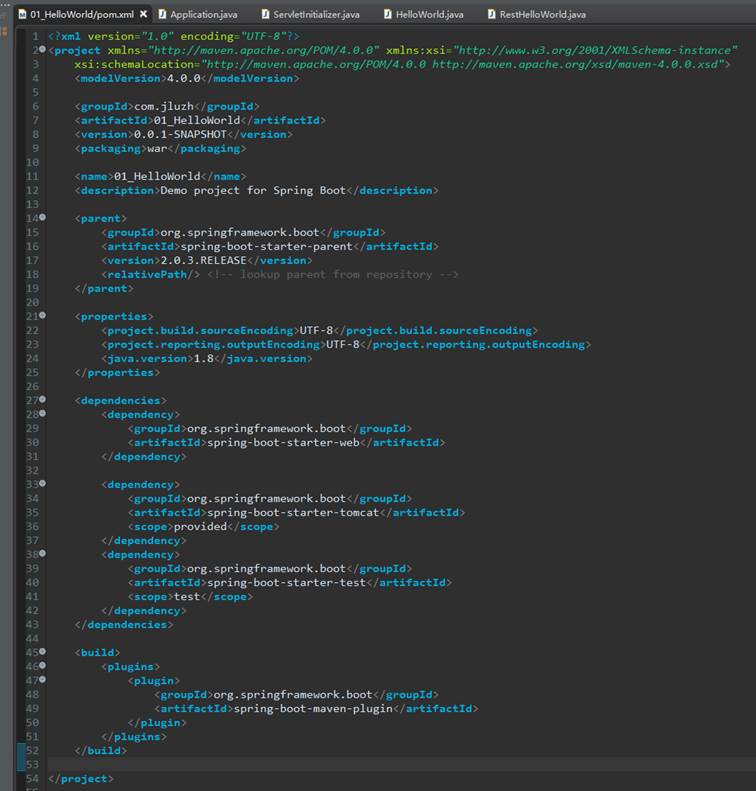 01_HelloWorld/pom.xml Application.java ServletInitializer.java HelloWorld.java RestHelloWorld.java
1 <?xml version="1.0" encoding="UTF-8"?>
2 <project xmlns="http://maven.apache.org/POM/4.0.0" xmlns:xsi="http://www.w3.org/2001/XMLSchema-instance"
3     xsi:schemaLocation="http://maven.apache.org/POM/4.0.0 http://maven.apache.org/xsd/maven-4.0.0.xsd">
4     <modelVersion>4.0.0</modelVersion>
5
6     <groupId>com.jluzh</groupId>
7     <artifactId>01_HelloWorld</artifactId>
8     <version>0.0.1-SNAPSHOT</version>
9     <packaging>war</packaging>
10
11     <name>01_HelloWorld</name>
12     <description>Demo project for Spring Boot</description>
13
14     <parent>
15         <groupId>org.springframework.boot</groupId>
16         <artifactId>spring-boot-starter-parent</artifactId>
17         <version>2.0.3.RELEASE</version>
18         <relativePath/> <!-- lookup parent from repository -->
19     </parent>
20
21     <properties>
22         <project.build.sourceEncoding>UTF-8</project.build.sourceEncoding>
23         <project.reporting.outputEncoding>UTF-8</project.reporting.outputEncoding>
24         <java.version>1.8</java.version>
25     </properties>
26
27     <dependencies>
28         <dependency>
29             <groupId>org.springframework.boot</groupId>
30             <artifactId>spring-boot-starter-web</artifactId>
31         </dependency>
32
33         <dependency>
34             <groupId>org.springframework.boot</groupId>
35             <artifactId>spring-boot-starter-tomcat</artifactId>
36             <scope>provided</scope>
37         </dependency>
38         <dependency>
39             <groupId>org.springframework.boot</groupId>
40             <artifactId>spring-boot-starter-test</artifactId>
41             <scope>test</scope>
42         </dependency>
43     </dependencies>
44
45     <build>
46         <plugins>
47             <plugin>
48                 <groupId>org.springframework.boot</groupId>
49                 <artifactId>spring-boot-maven-plugin</artifactId>
50             </plugin>
51         </plugins>
52     </build>
53
54 </project>